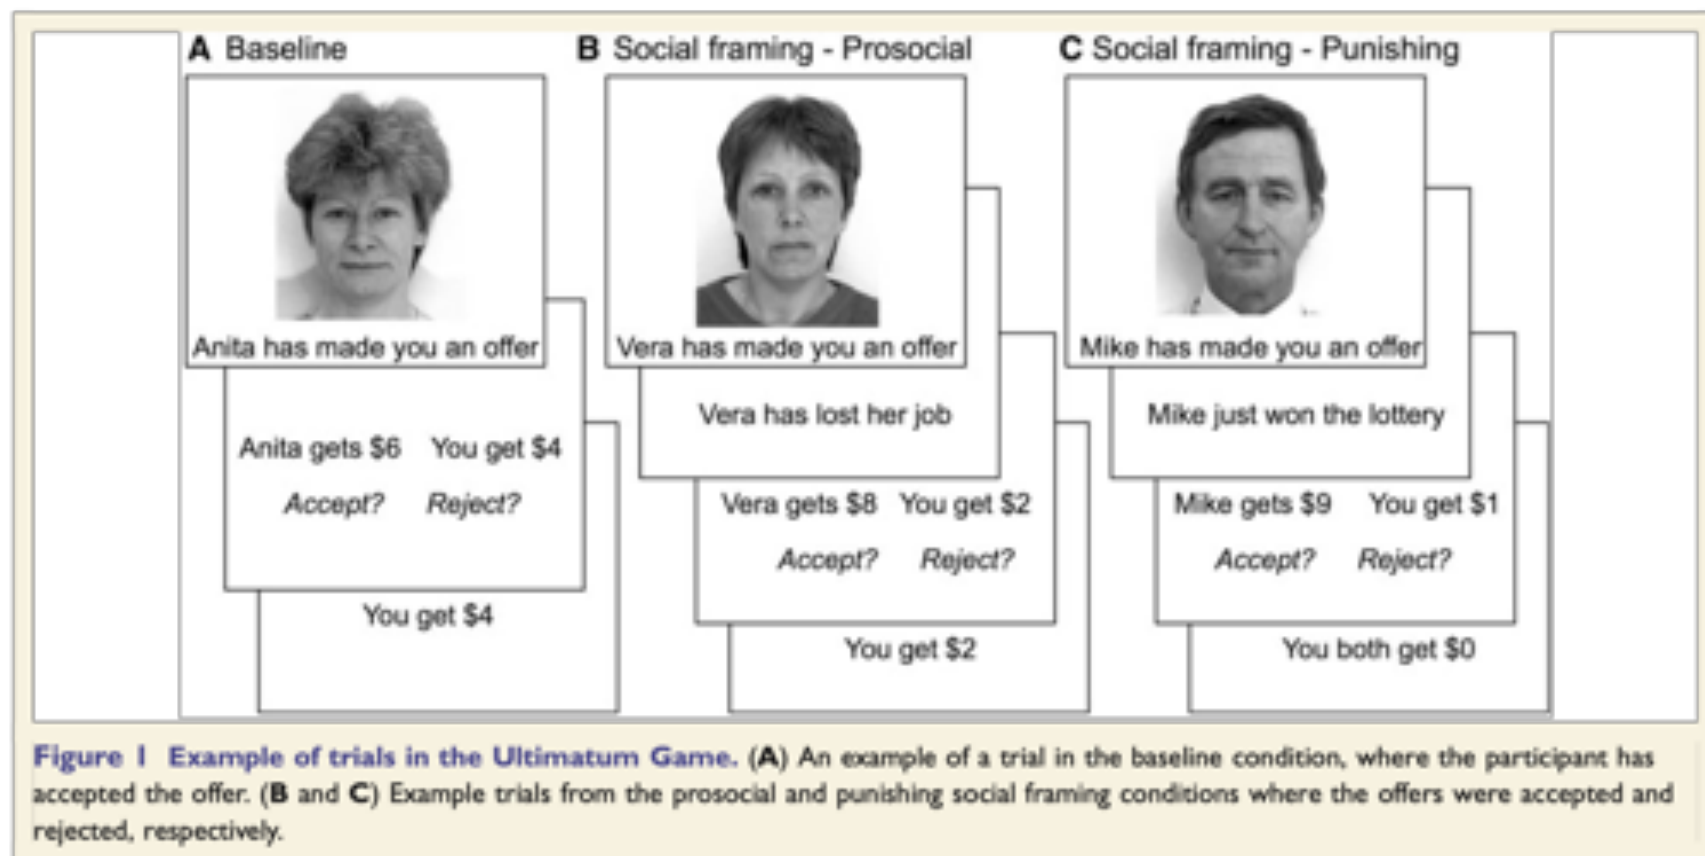 A Baseline
Anita has made you an offer
Anita gets $6 You get $4
Accept? Reject?
You get $4
B Social framing - Prosocial
Vera has made you an offer
Vera has lost her job
Vera gets $8 You get $2
Accept? Reject?
You get $2
C Social framing - Punishing
Mike has made you an offer
Mike just won the lottery
Mike gets $9 You get $1
Accept? Reject?
You both get $0
Figure 1 Example of trials in the Ultimatum Game. (A) An example of a trial in the baseline condition, where the participant has
accepted the offer. (B and C) Example trials from the prosocial and punishing social framing conditions where the offers were accepted and
rejected, respectively.